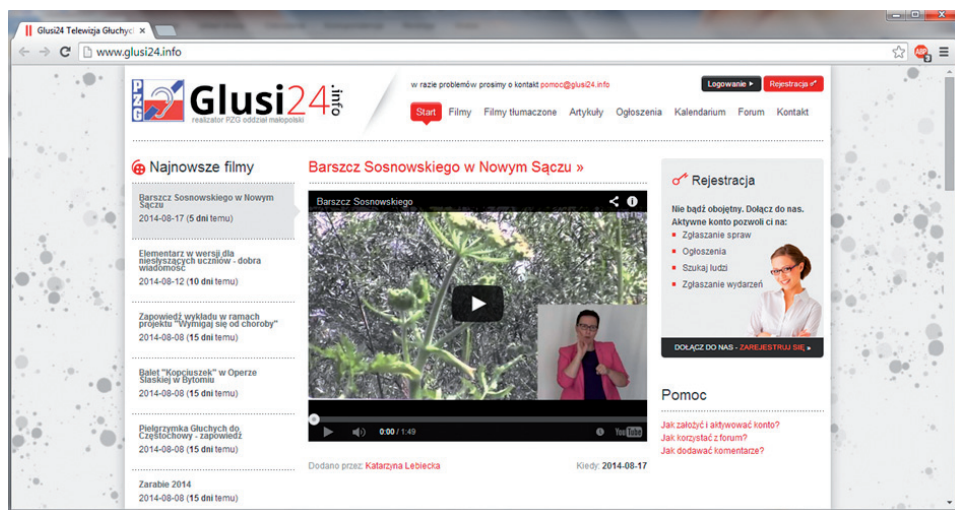 Glusi24 Telewizja Głuchyc
www.glusi24.info
ABP
PZG
Glusi24.info
realizator PZG oddział małopolski
w razie problemów prosimy o kontakt pomoc@glusi24.info
Logowanie
Rejestracja
Start Filmy Filmy tłumaczone Artykuły Ogłoszenia Kalendarium Forum Kontakt
Najnowsze filmy
Barszcz Sosnowskiego w Nowym
Sączu
2014-08-17 (5 dni temu)
Elementarz w wersji dla
niesłyszących uczniów - dobra
wiadomość
2014-08-12 (10 dni temu)
Zapowiedź wykładu w ramach
projektu "Wymigaj się od choroby"
2014-08-08 (15 dni temu)
Balet "Kopciuszek" w Operze
Śląskiej w Bytomiu
2014-08-08 (15 dni temu)
Pielgrzymka Głuchych do
Częstochowy - zapowiedź
2014-08-08 (15 dni temu)
Zarabie 2014
2014-08-08 (15 dni temu)
Barszcz Sosnowskiego w Nowym Sączu »
Barszcz Sosnowskiego
0:00 / 1:49
YouTube
Dodano przez: Katarzyna Lebiecka
Kiedy: 2014-08-17
Rejestracja
Nie bądź obojętny. Dołącz do nas.
Aktywne konto pozwoli ci na:
Zgłaszanie spraw
Ogłoszenia
Szukaj ludzi
Zgłaszanie wydarzeń
DOŁĄCZ DO NAS - ZAREJESTRUJ SIĘ »
Pomoc
Jak założyć i aktywować konto?
Jak korzystać z forum?
Jak dodawać komentarze?